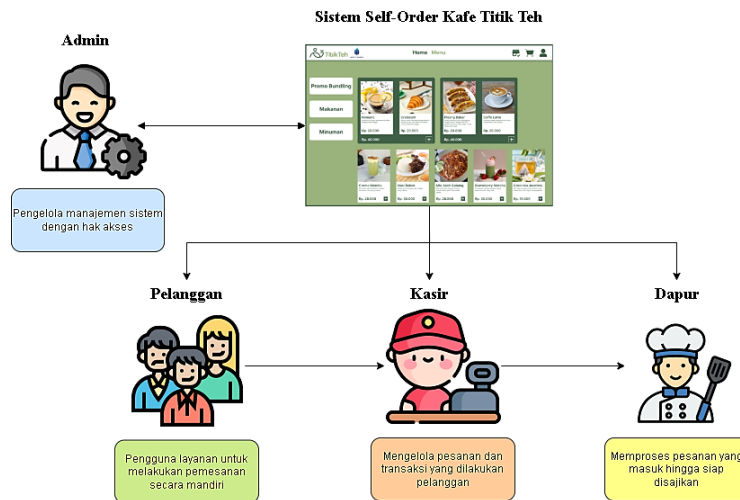 Sistem Self-Order Kafe Titik Teh
Admin
TitikTeh
Home Menu
Promo Bundling
Makanan
Minuman
Pengelola manajemen sistem
dengan hak akses
Pelanggan
Kasir
Dapur
Pengguna layanan untuk
melakukan pemesanan
secara mandiri
Mengelola pesanan dan
transaksi yang dilakukan
pelanggan
Memproses pesanan yang
masuk hingga siap
disajikan